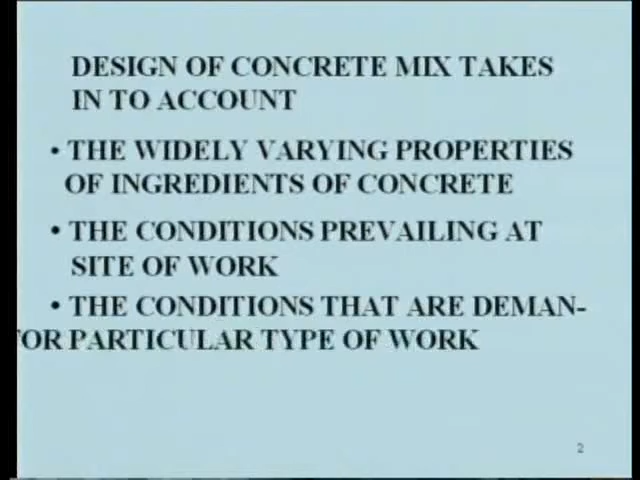 DESIGN OF CONCRETE MIX TAKES
IN TO ACCOUNT
• THE WIDELY VARYING PROPERTIES
OF INGREDIENTS OF CONCRETE
• THE CONDITIONS PREVAILING AT
SITE OF WORK
• THE CONDITIONS THAT ARE DEMAN-
PARTICULAR TYPE OF WORK
2